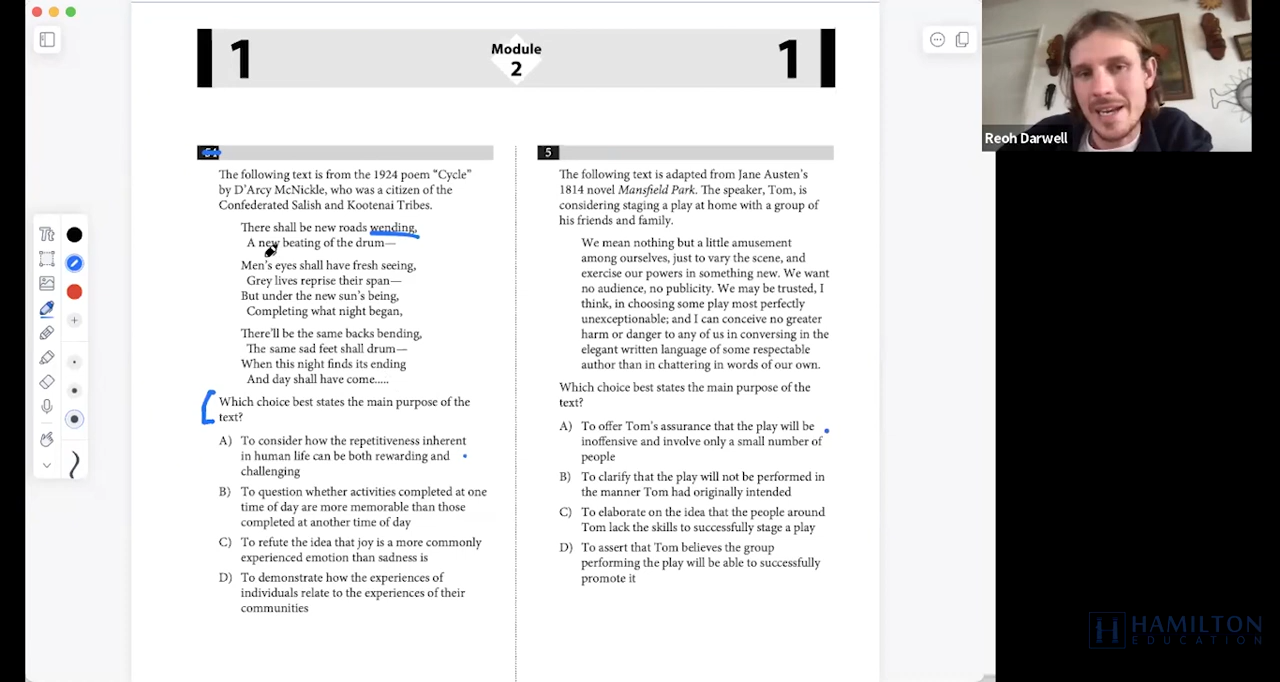 1
Module
2
1
Reoh Darwell
The following text is from the 1924 poem “Cycle”
by D’Arcy McNickle, who was a citizen of the
Confederated Salish and Kootenai Tribes.
There shall be new roads wending,
A new beating of the drum—
Men’s eyes shall have fresh seeing,
Grey lives reprise their span—
But under the new sun’s being,
Completing what night began,
There’ll be the same backs bending,
The same sad feet shall drum—
When this night finds its ending
And day shall have come.....
Which choice best states the main purpose of the
text?
A) To consider how the repetitiveness inherent
in human life can be both rewarding and
challenging
B) To question whether activities completed at one
time of day are more memorable than those
completed at another time of day
C) To refute the idea that joy is a more commonly
experienced emotion than sadness is
D) To demonstrate how the experiences of
individuals relate to the experiences of their
communities
5
The following text is adapted from Jane Austen’s
1814 novel Mansfield Park. The speaker, Tom, is
considering staging a play at home with a group of
his friends and family.
We mean nothing but a little amusement
among ourselves, just to vary the scene, and
exercise our powers in something new. We want
no audience, no publicity. We may be trusted, I
think, in choosing some play most perfectly
unexceptionable; and I can conceive no greater
harm or danger to any of us in conversing in the
elegant written language of some respectable
author than in chattering in words of our own.
Which choice best states the main purpose of the
text?
A) To offer Tom’s assurance that the play will be
inoffensive and involve only a small number of
people
B) To clarify that the play will not be performed in
the manner Tom had originally intended
C) To elaborate on the idea that the people around
Tom lack the skills to successfully stage a play
D) To assert that Tom believes the group
performing the play will be able to successfully
promote it
Tt
HAMILTON
EDUCATION